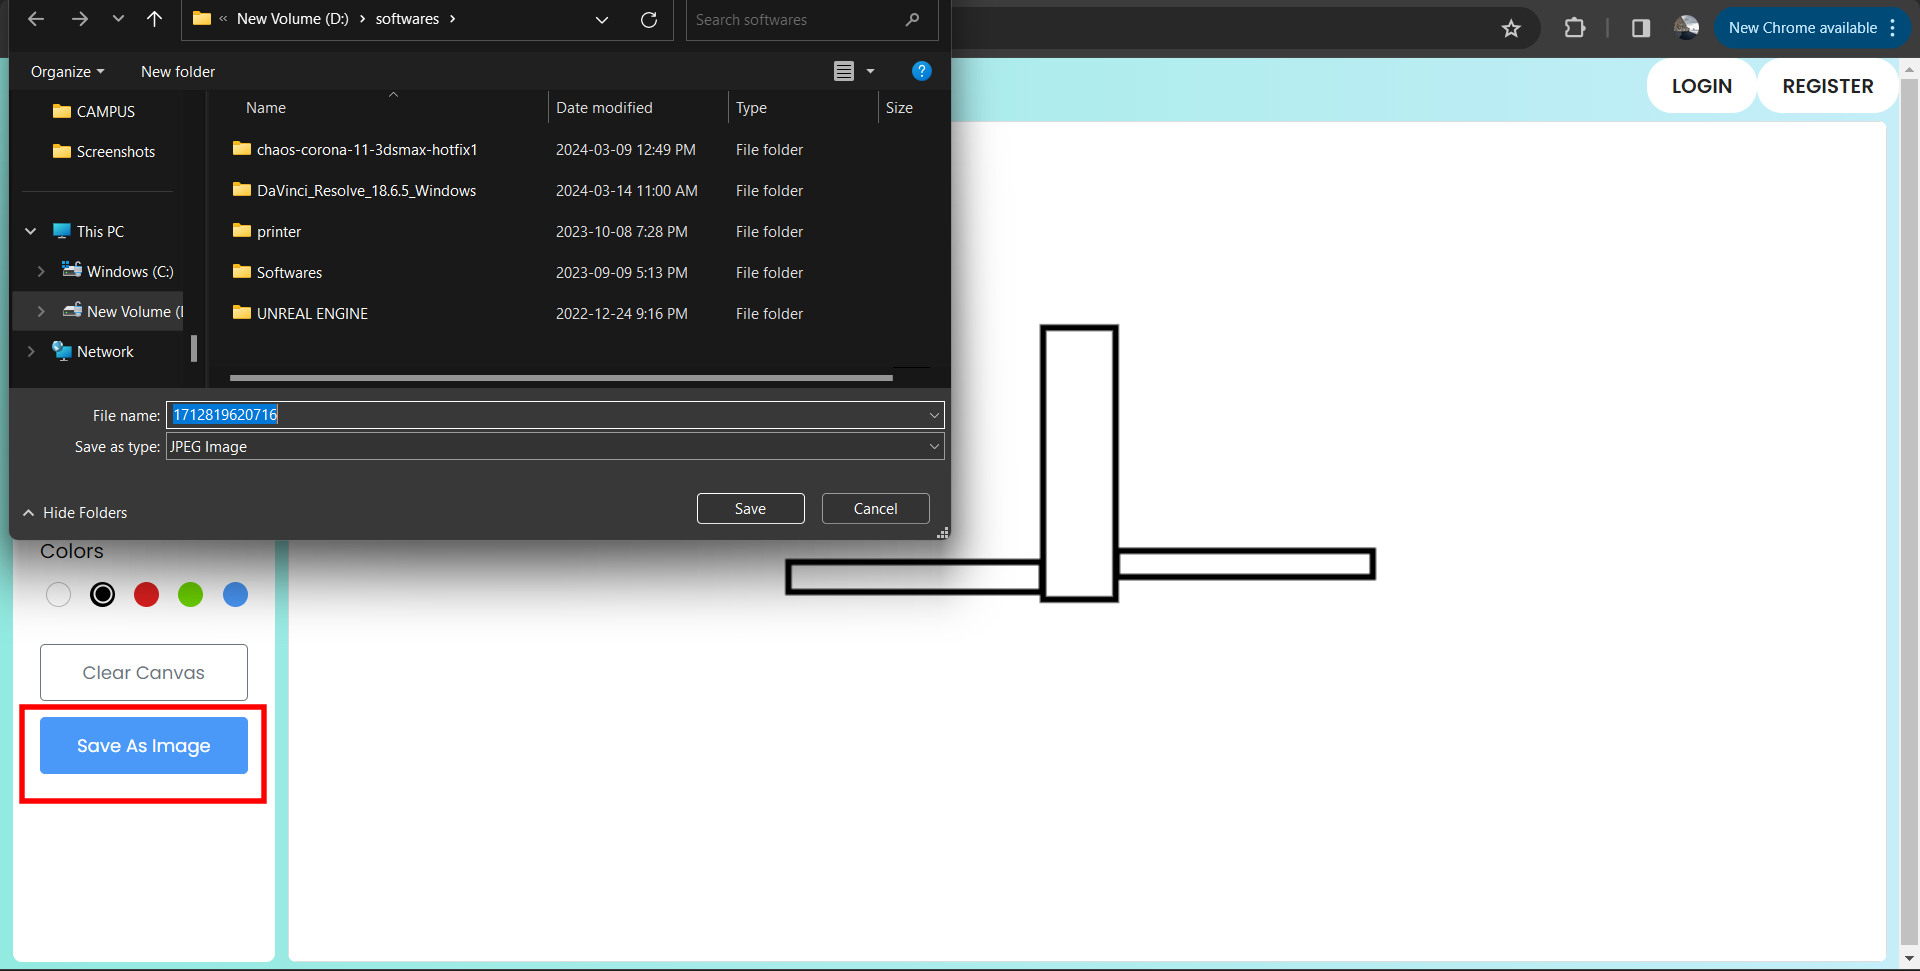 « New Volume (D:) › softwares ›
Search softwares
New Chrome available
Organize
New folder
?
LOGIN
REGISTER
CAMPUS
Screenshots
This PC
Windows (C:)
New Volume (
Network
Name Date modified Type Size
chaos-corona-11-3dsmax-hotfix1 2024-03-09 12:49 PM File folder
DaVinci_Resolve_18.6.5_Windows 2024-03-14 11:00 AM File folder
printer 2023-10-08 7:28 PM File folder
Softwares 2023-09-09 5:13 PM File folder
UNREAL ENGINE 2022-12-24 9:16 PM File folder
File name: 1712819620716
Save as type: JPEG Image
Hide Folders
Save
Cancel
Colors
Clear Canvas
Save As Image